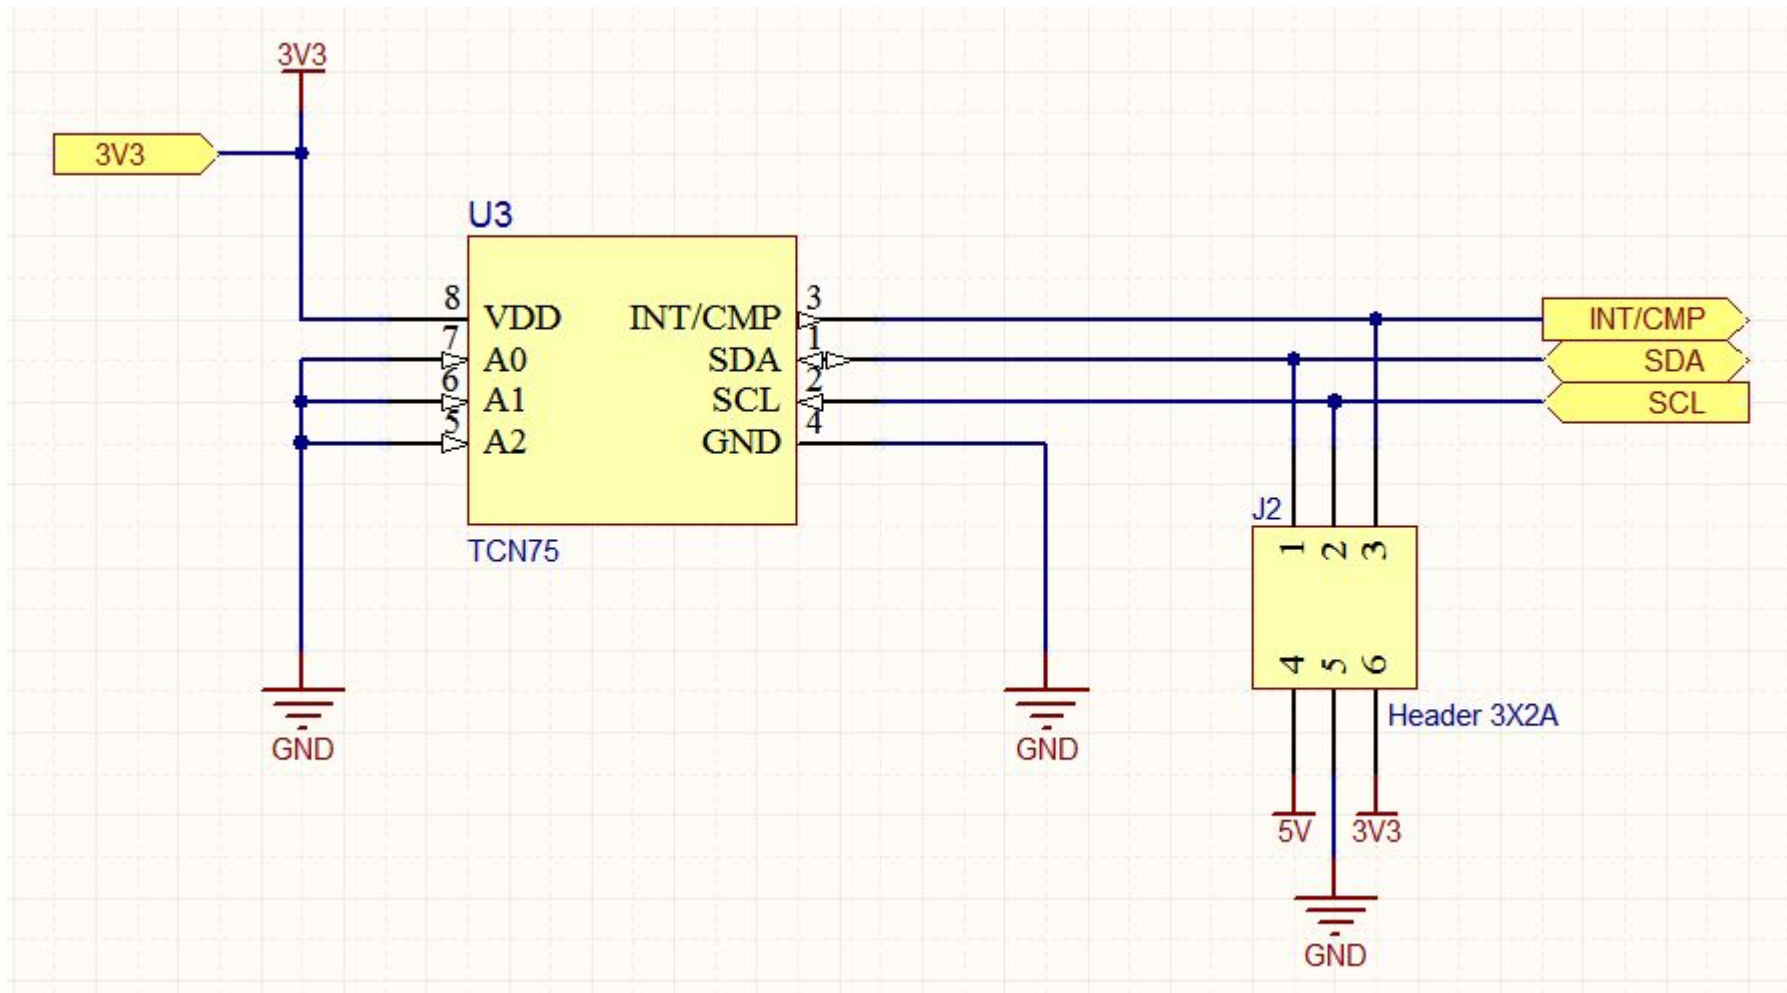 3V3
3V3
U3
8 VDD INT/CMP 3
7 A0 SDA 1
6 A1 SCL 2
5 A2 GND 4
TCN75
INT/CMP
SDA
SCL
J2
1 2 3
4 5 6
Header 3X2A
GND
GND
5V 3V3
GND